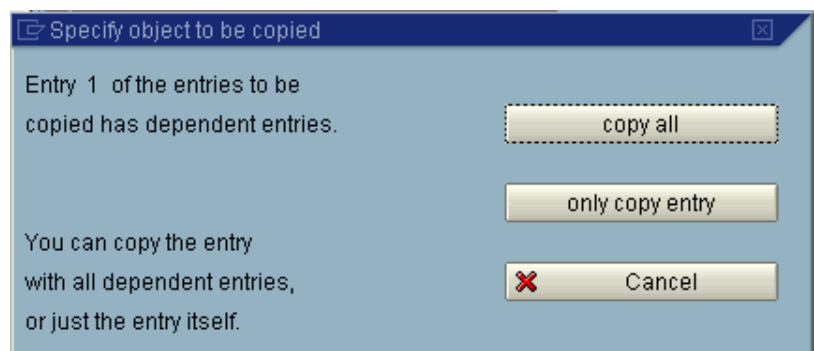 Specify object to be copied
Entry 1 of the entries to be
copied has dependent entries.
copy all
only copy entry
You can copy the entry
with all dependent entries,
Cancel
or just the entry itself.